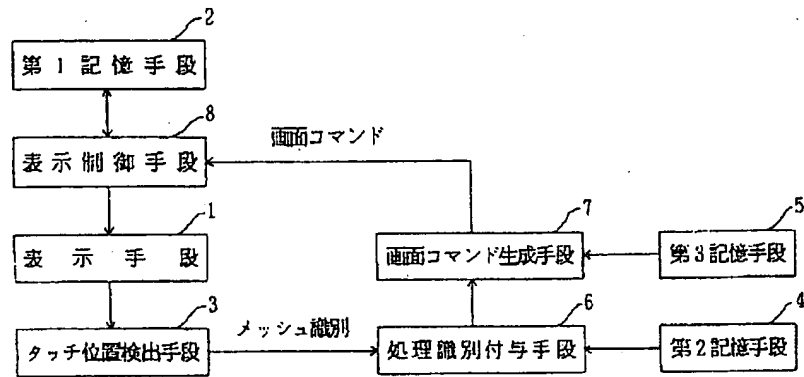 2
第1記憶手段
8
表示制御手段
画面コマンド
1
表示手段
7
画面コマンド生成手段
5
第3記憶手段
3
タッチ位置検出手段
メッシュ識別
6
処理識別付与手段
4
第2記憶手段